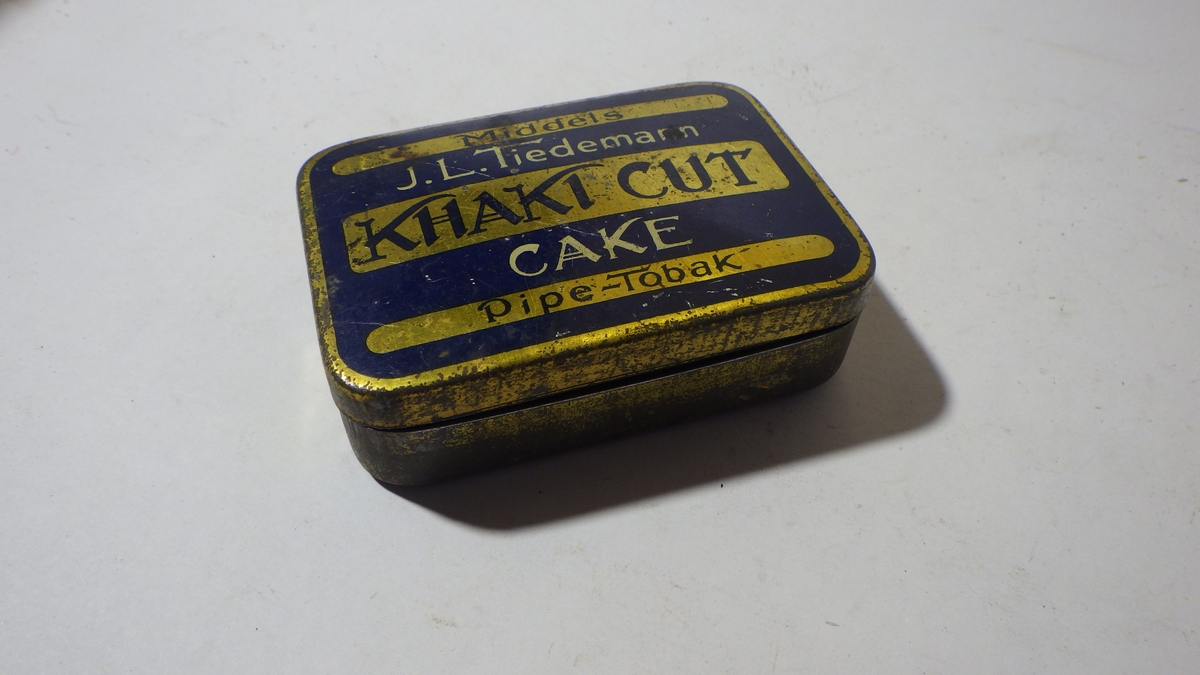 Middels
J.L. Tiedemann
KHAKI CUT
CAKE
Pipe-Tobak